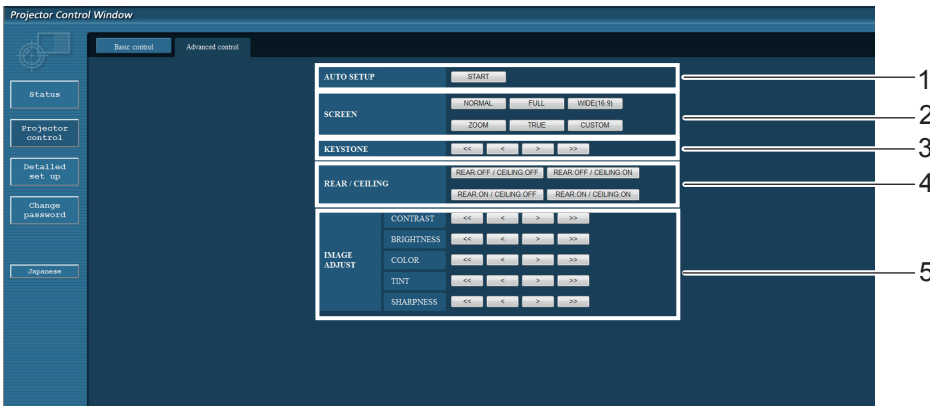 Projector Control Window
Basic control
Advanced control
Status
Projector
control
Detailed
set up
Change
password
Japanese
AUTO SETUP
START
1
SCREEN
NORMAL FULL WIDE(16:9)
ZOOM TRUE CUSTOM
2
KEYSTONE
<< < > >>
3
REAR / CEILING
REAR:OFF / CEILING:OFF REAR:OFF / CEILING:ON
REAR:ON / CEILING:OFF REAR:ON / CEILING:ON
4
IMAGE
ADJUST
CONTRAST << < > >>
BRIGHTNESS << < > >>
COLOR << < > >>
TINT << < > >>
SHARPNESS << < > >>
5